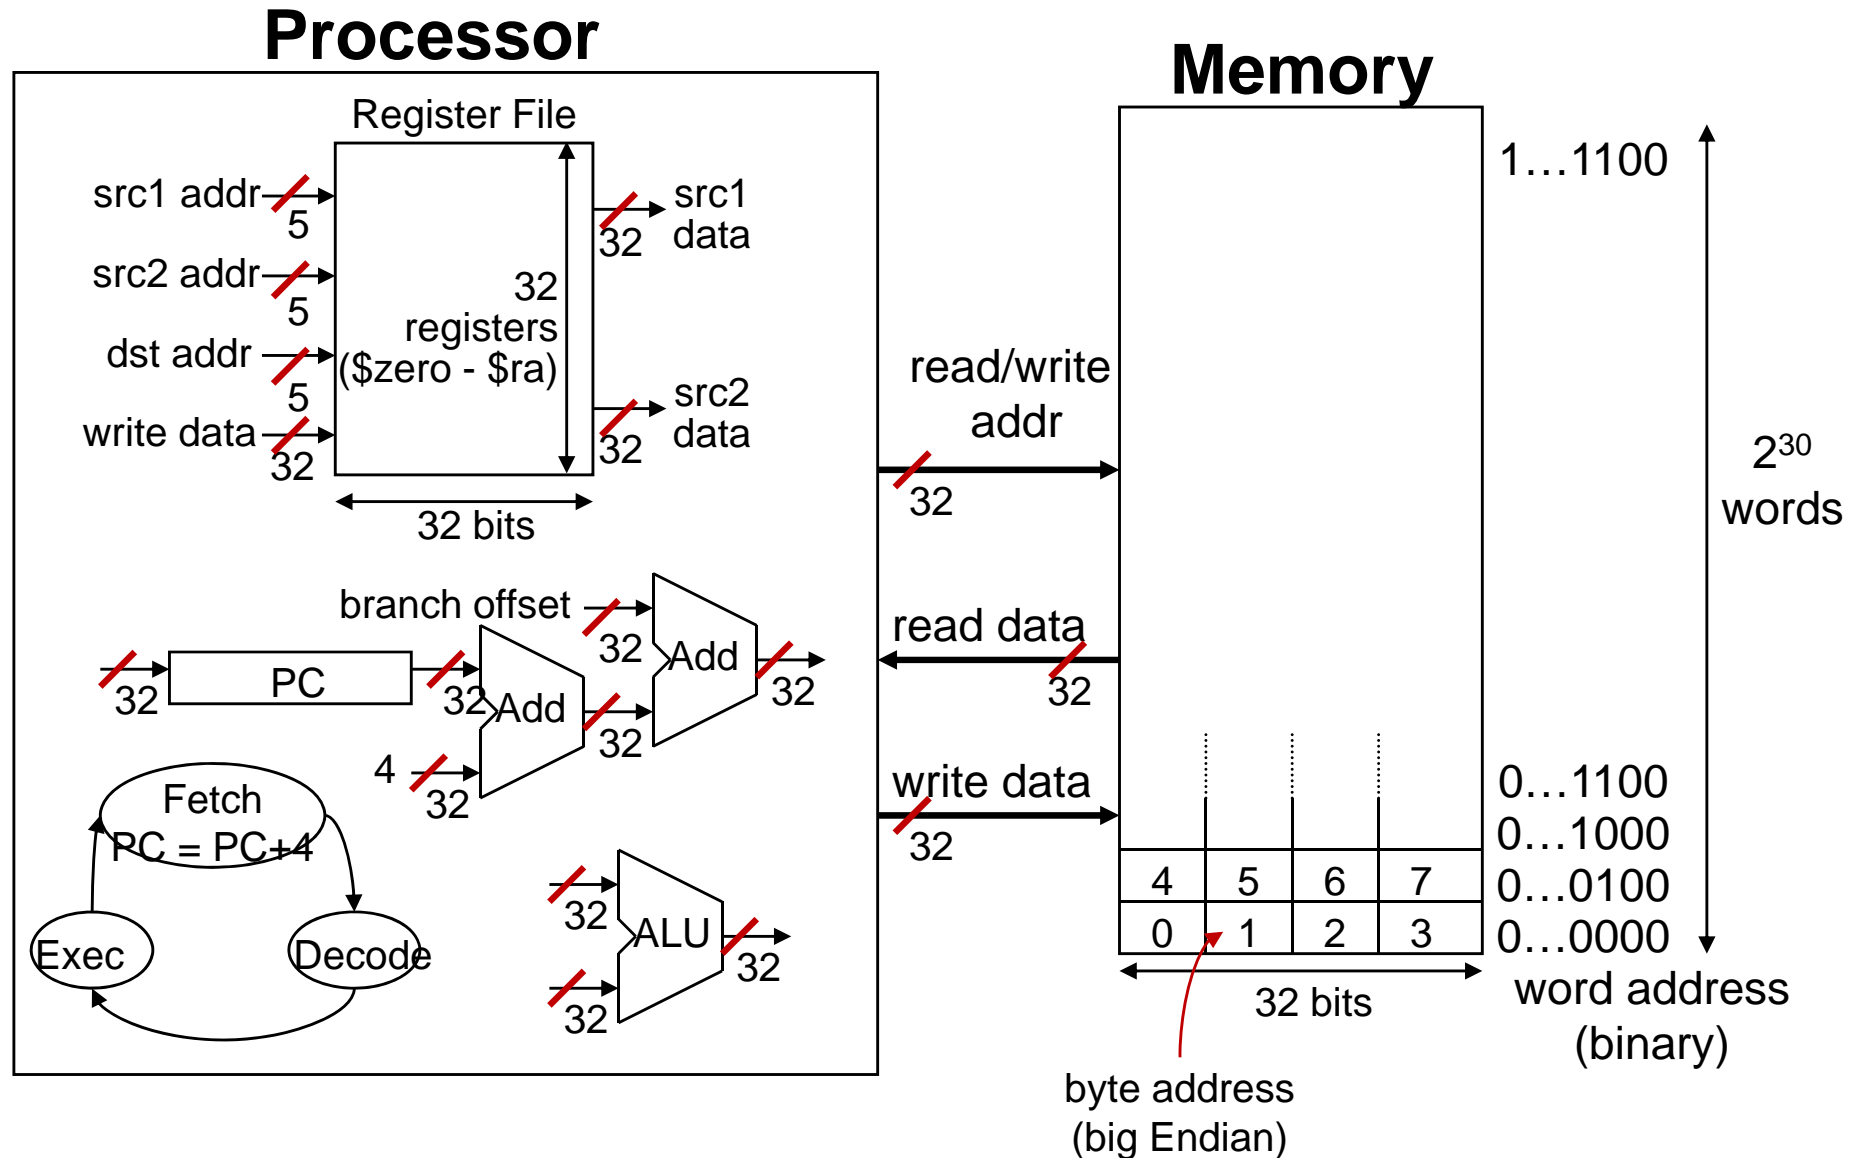 Processor
Register File
src1 addr
5
src2 addr
5
dst addr
5
write data
32
32
registers
($zero - $ra)
src1
data
32
src2
data
32
32 bits
branch offset
32
Add
32
32
PC
32
Add
32
4
32
Fetch
PC = PC+4
Exec
Decode
32
ALU
32
32
read/write
addr
32
read data
32
write data
32
Memory
1…1100
2³⁰
words
0…1100
0…1000
4 5 6 7
0…0100
0 1 2 3
0…0000
32 bits
word address
(binary)
byte address
(big Endian)